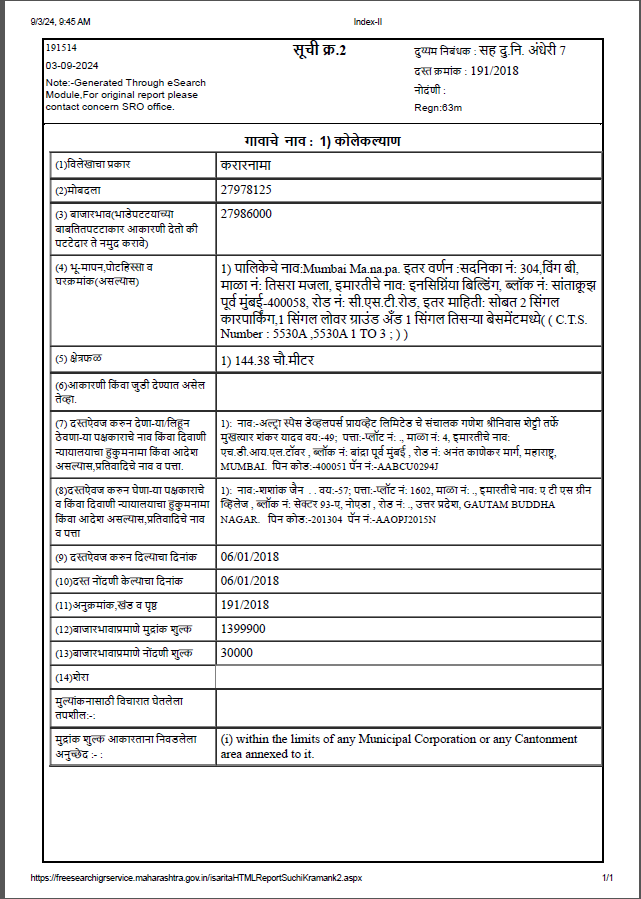 9/3/24, 9:45 AM
Index-II
191514
03-09-2024
Note:-Generated Through eSearch
Module,For original report please
contact concern SRO office.
सूची क्र.2
दुय्यम निबंधक : सह दु.नि. अंधेरी 7
दस्त क्रमांक : 191/2018
नोदंणी :
Regn:63m
गावाचे नाव : 1) कोलेकल्याण
(1)विलेखाचा प्रकार
करारनामा
(2)मोबदला
27978125
(3) बाजारभाव(भाडेपटटयाच्या
बाबतितपटटाकार आकारणी देतो की
पटटेदार ते नमुद करावे)
27986000
(4) भू-मापन,पोटहिस्सा व
घरक्रमांक(असल्यास)
1) पालिकेचे नाव:Mumbai Ma.na.pa. इतर वर्णन :सदनिका नं: 304,विंग बी,
माळा नं: तिसरा मजला, इमारतीचे नाव: इनसिग्निया बिल्डिंग, ब्लॉक नं: सांताक्रूझ
पूर्व मुंबई-400058, रोड नं: सी.एस.टी.रोड, इतर माहिती: सोबत 2 सिंगल
कारपार्किंग,1 सिंगल लोवर ग्राउंड अँड 1 सिंगल तिसऱ्या बेसमेंटमध्ये( ( C.T.S.
Number : 5530A ,5530A 1 TO 3 ; ) )
(5) क्षेत्रफळ
1) 144.38 चौ.मीटर
(6)आकारणी किंवा जुडी देण्यात असेल
तेव्हा.
(7) दस्तऐवज करुन देणा-या/लिहून
ठेवणा-या पक्षकाराचे नाव किंवा दिवाणी
न्यायालयाचा हुकुमनामा किंवा आदेश
असल्यास,प्रतिवादिचे नाव व पत्ता.
1): नाव:-अल्ट्रा स्पेस डेव्हलपर्स प्रायव्हेट लिमिटेड चे संचालक गणेश श्रीनिवास शेट्टी तर्फे
मुखत्यार शंकर यादव वय:-49; पत्ता:-प्लॉट नं: ., माळा नं: 4, इमारतीचे नाव:
एच.डी.आय.एल.टॉवर , ब्लॉक नं: बांद्रा पूर्व मुंबई , रोड नं: अनंत काणेकर मार्ग, महाराष्ट्र,
MUMBAI. पिन कोड:-400051 पॅन नं:-AABCU0294J
(8)दस्तऐवज करुन घेणा-या पक्षकाराचे
व किंवा दिवाणी न्यायालयाचा हुकुमनामा
किंवा आदेश असल्यास,प्रतिवादिचे नाव
व पत्ता
1): नाव:-शशांक जैन . . वय:-57; पत्ता:-प्लॉट नं: 1602, माळा नं: ., इमारतीचे नाव: ए टी एस ग्रीन
व्हिलेज , ब्लॉक नं: सेक्टर 93-ए, नोएडा , रोड नं: ., उत्तर प्रदेश, GAUTAM BUDDHA
NAGAR. पिन कोड:-201304 पॅन नं:-AAOPJ2015N
(9) दस्तऐवज करुन दिल्याचा दिनांक
06/01/2018
(10)दस्त नोंदणी केल्याचा दिनांक
06/01/2018
(11)अनुक्रमांक,खंड व पृष्ठ
191/2018
(12)बाजारभावाप्रमाणे मुद्रांक शुल्क
1399900
(13)बाजारभावाप्रमाणे नोंदणी शुल्क
30000
(14)शेरा
मुल्यांकनासाठी विचारात घेतलेला
तपशील:-:
मुद्रांक शुल्क आकारताना निवडलेला
अनुच्छेद :- :
(i) within the limits of any Municipal Corporation or any Cantonment
area annexed to it.
https://freesearchigrservice.maharashtra.gov.in/isaritaHTMLReportSuchiKramank2.aspx
1/1